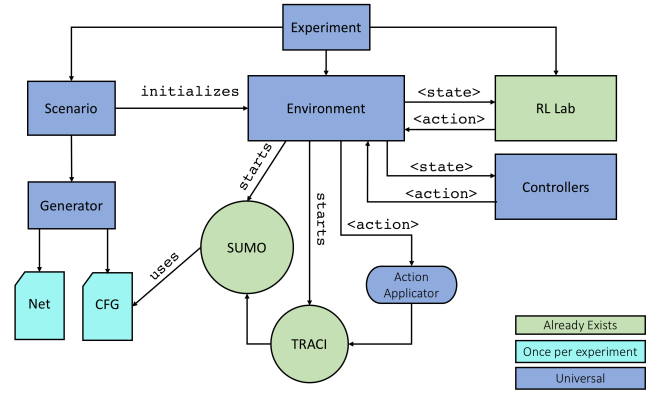 Experiment
initializes
<state>
Scenario
Environment
RL Lab
<action>
starts
<state>
Generator
<action>
Controllers
starts
<action>
SUMO
uses
Action
Applicator
Net
CFG
TRACI
Already Exists
Once per experiment
Universal